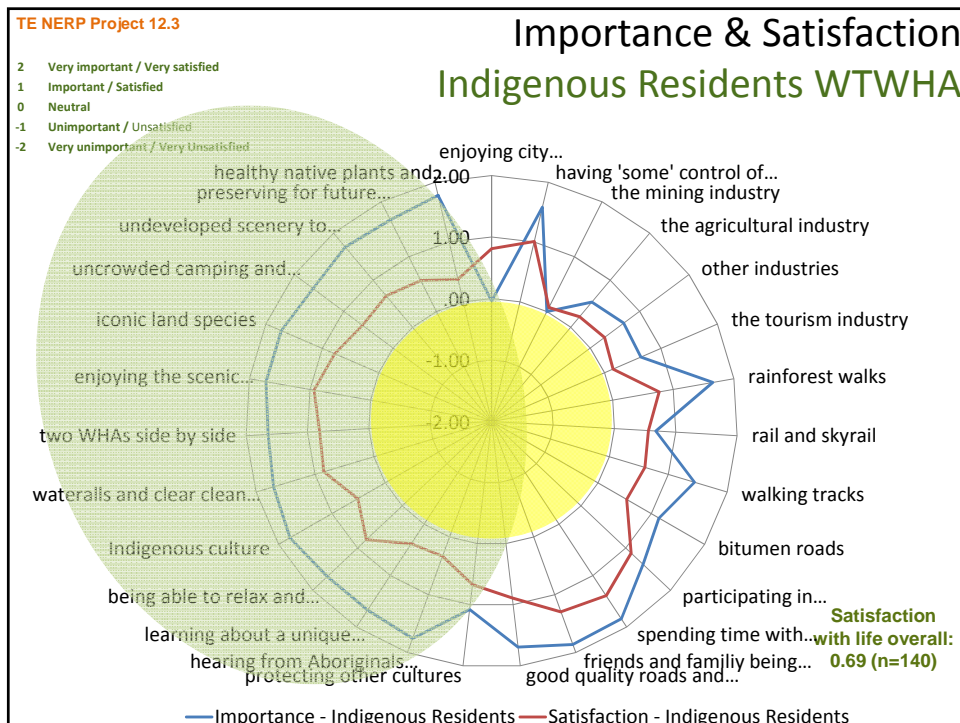 TE NERP Project 12.3
Importance & Satisfaction
Indigenous Residents WTWHA
2 Very important / Very satisfied
1 Important / Satisfied
0 Neutral
-1 Unimportant / Unsatisfied
-2 Very unimportant / Very Unsatisfied
enjoying city...
having 'some' control of...
the mining industry
the agricultural industry
other industries
the tourism industry
rainforest walks
rail and skyrail
walking tracks
bitumen roads
participating in...
spending time with...
friends and familiy being...
good quality roads and...
protecting other cultures
hearing from Aboriginals...
learning about a unique...
being able to relax and...
Indigenous culture
wateralls and clear clean...
two WHAs side by side
enjoying the scenic...
iconic land species
uncrowded camping and...
undeveloped scenery to...
preserving for future...
healthy native plants and...
2.00
1.00
.00
-1.00
-2.00
Satisfaction
with life overall:
0.69 (n=140)
Importance - Indigenous Residents
Satisfaction - Indigenous Residents